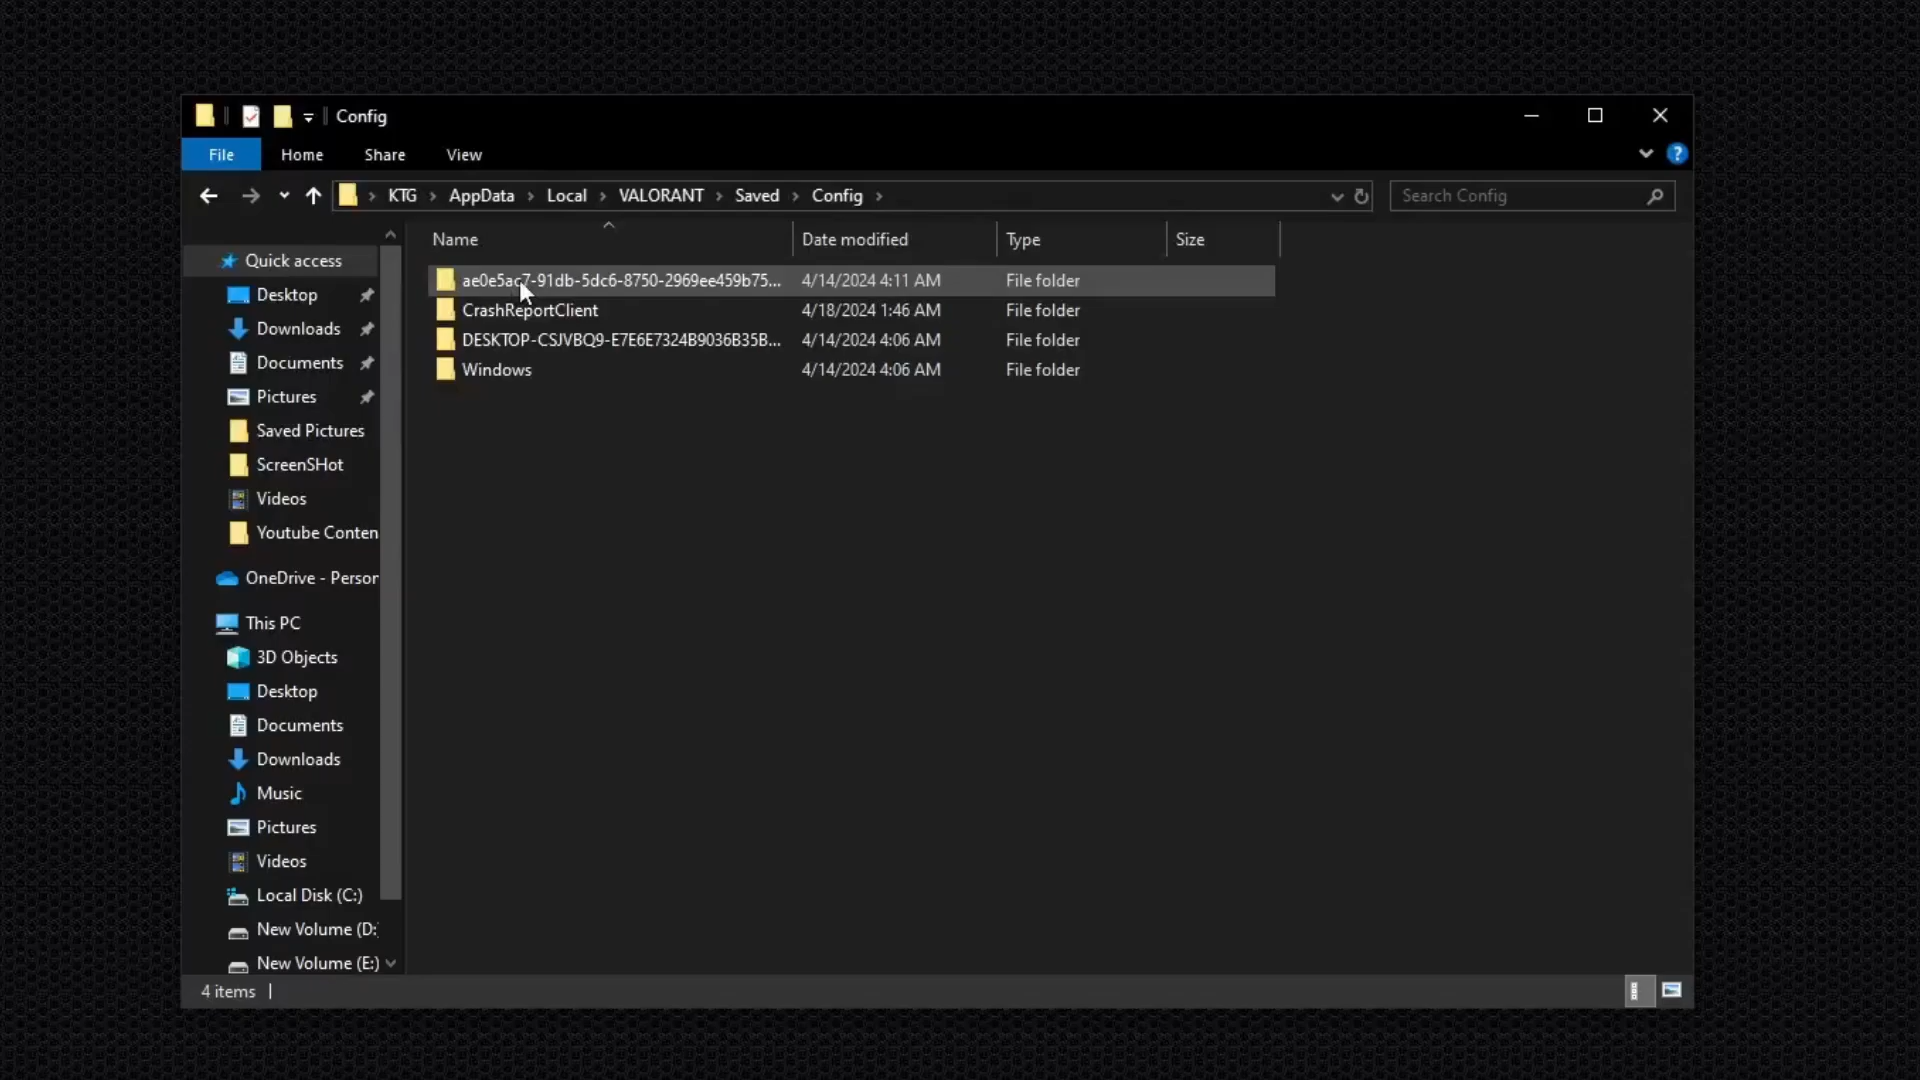 Config
File Home Share View
KTG AppData Local VALORANT Saved Config
Search Config
Name Date modified Type Size
Quick access
Desktop
Downloads
Documents
Pictures
Saved Pictures
ScreenSHot
Videos
Youtube Conten
OneDrive - Person
This PC
3D Objects
Desktop
Documents
Downloads
Music
Pictures
Videos
Local Disk (C:)
New Volume (D:)
New Volume (E:)
ae0e5ac7-91db-5dc6-8750-2969ee459b75... 4/14/2024 4:11 AM File folder
CrashReportClient 4/18/2024 1:46 AM File folder
DESKTOP-CSJVBQ9-E7E6E7324B9036B35B... 4/14/2024 4:06 AM File folder
Windows 4/14/2024 4:06 AM File folder
4 items